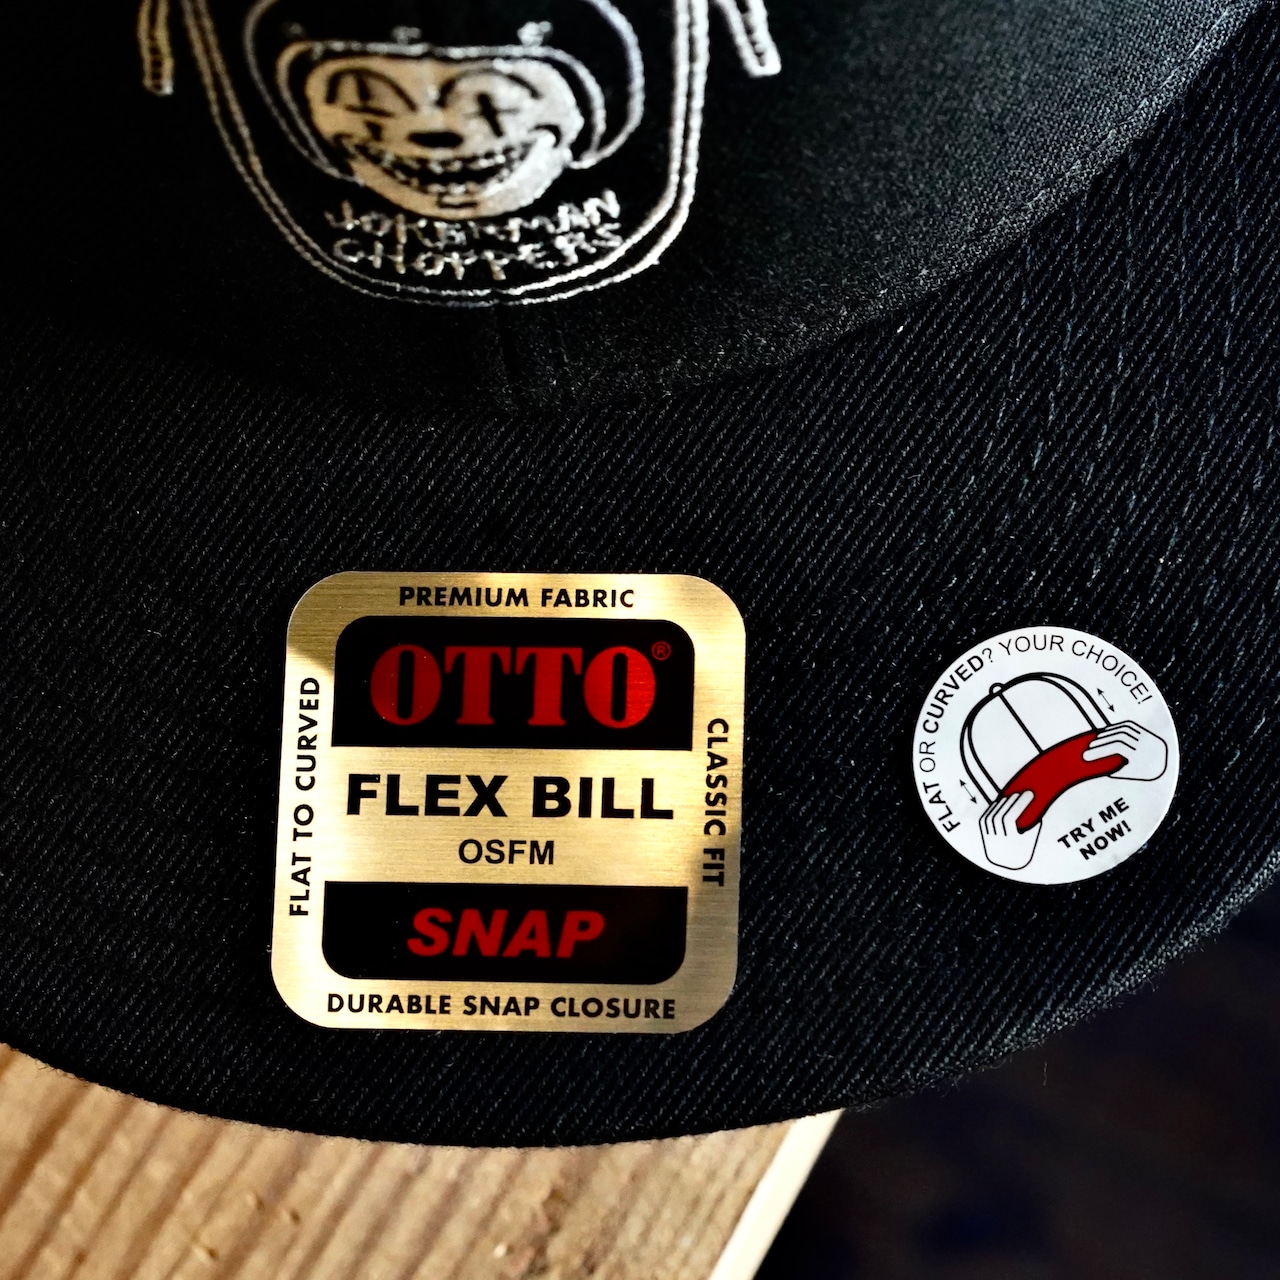 JOKERMAN
CHOPPERS
PREMIUM FABRIC
OTTO®
FLAT TO CURVED
CLASSIC FIT
FLEX BILL
OSFM
SNAP
DURABLE SNAP CLOSURE
FLAT OR CURVED? YOUR CHOICE!
TRY ME
NOW!